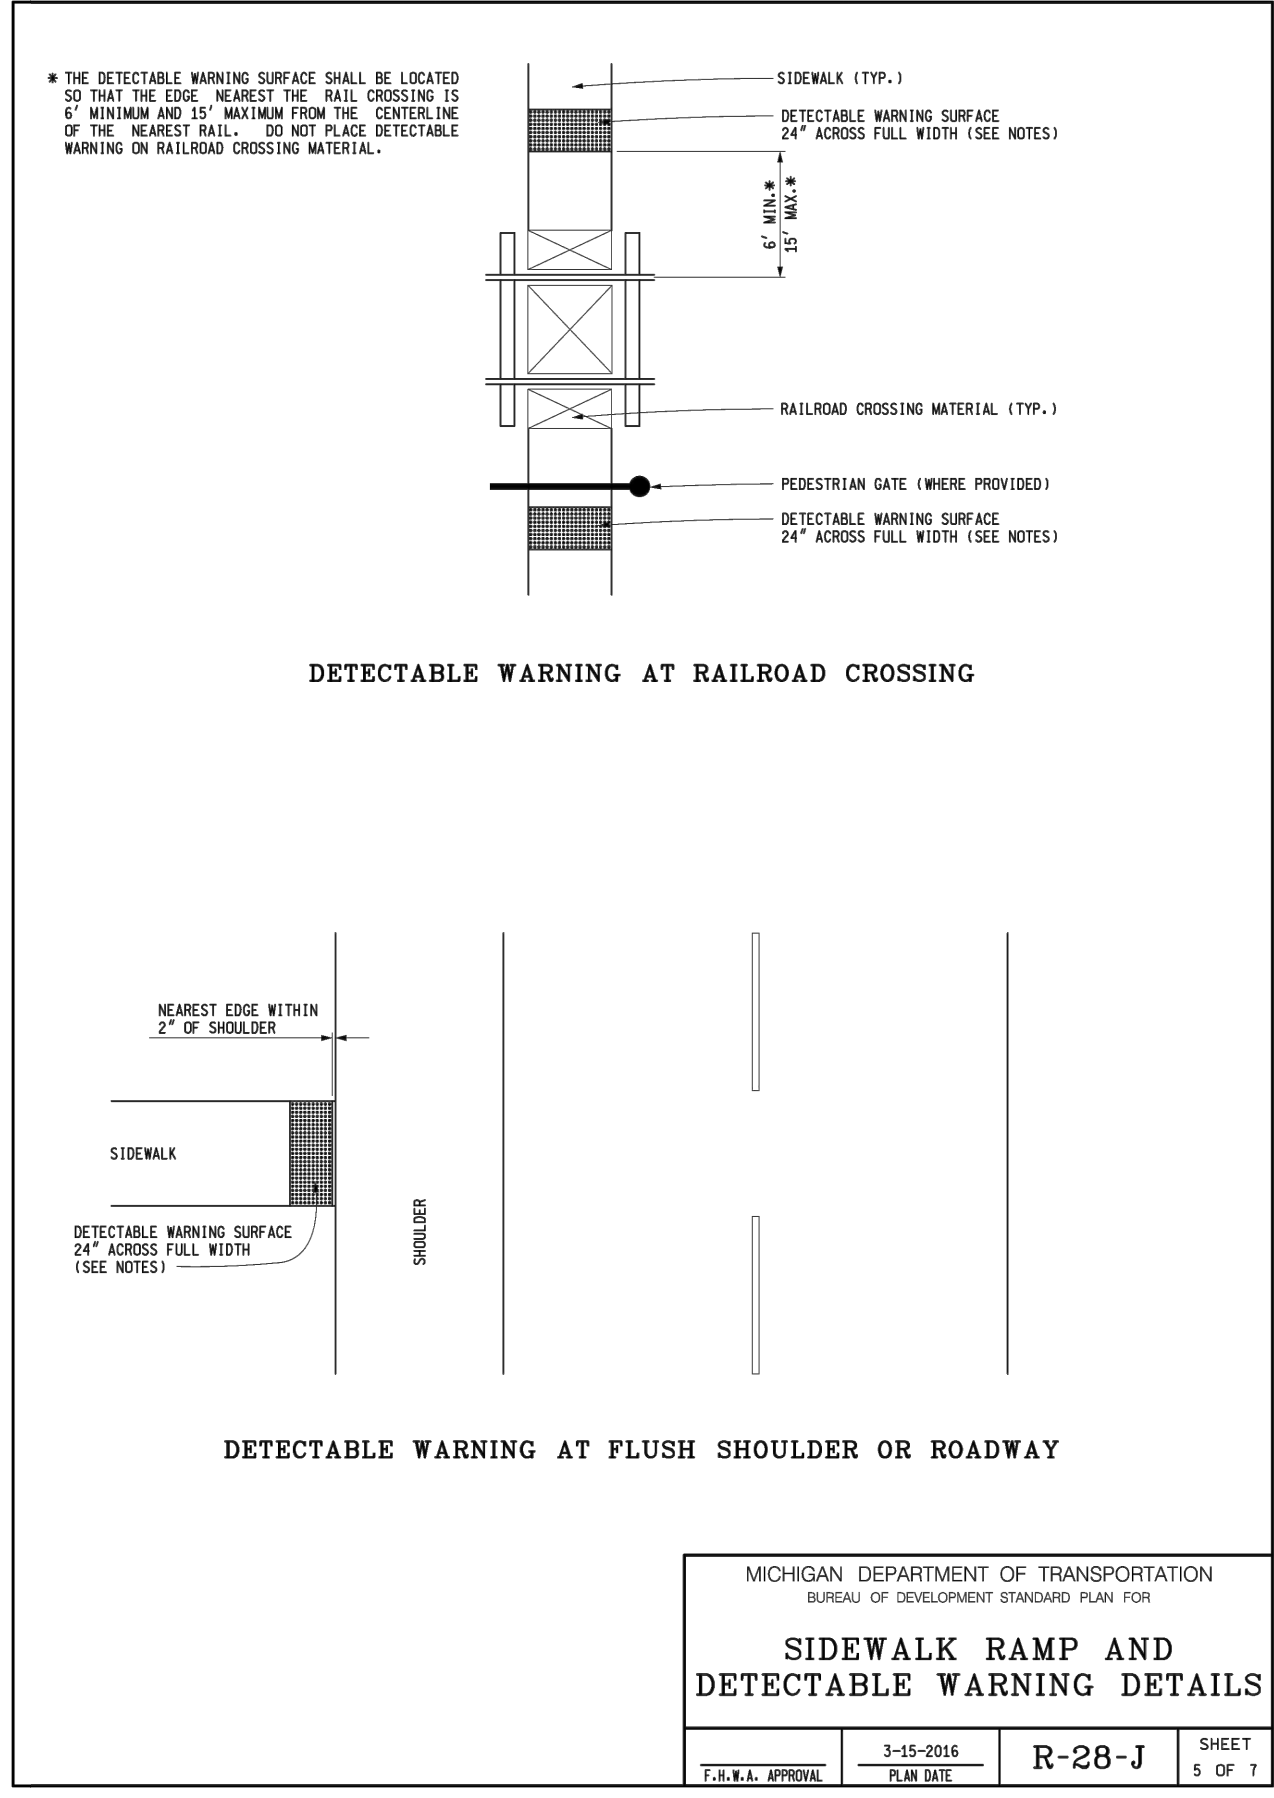 * THE DETECTABLE WARNING SURFACE SHALL BE LOCATED
SO THAT THE EDGE NEAREST THE RAIL CROSSING IS
6' MINIMUM AND 15' MAXIMUM FROM THE CENTERLINE
OF THE NEAREST RAIL. DO NOT PLACE DETECTABLE
WARNING ON RAILROAD CROSSING MATERIAL.
SIDEWALK (TYP.)
DETECTABLE WARNING SURFACE
24" ACROSS FULL WIDTH (SEE NOTES)
6' MIN.*
15' MAX.*
RAILROAD CROSSING MATERIAL (TYP.)
PEDESTRIAN GATE (WHERE PROVIDED)
DETECTABLE WARNING SURFACE
24" ACROSS FULL WIDTH (SEE NOTES)
DETECTABLE WARNING AT RAILROAD CROSSING
NEAREST EDGE WITHIN
2" OF SHOULDER
SIDEWALK
DETECTABLE WARNING SURFACE
24" ACROSS FULL WIDTH
(SEE NOTES)
SHOULDER
DETECTABLE WARNING AT FLUSH SHOULDER OR ROADWAY
MICHIGAN DEPARTMENT OF TRANSPORTATION
BUREAU OF DEVELOPMENT STANDARD PLAN FOR
SIDEWALK RAMP AND
DETECTABLE WARNING DETAILS
F.H.W.A. APPROVAL
3-15-2016
PLAN DATE
R-28-J
SHEET
5 OF 7